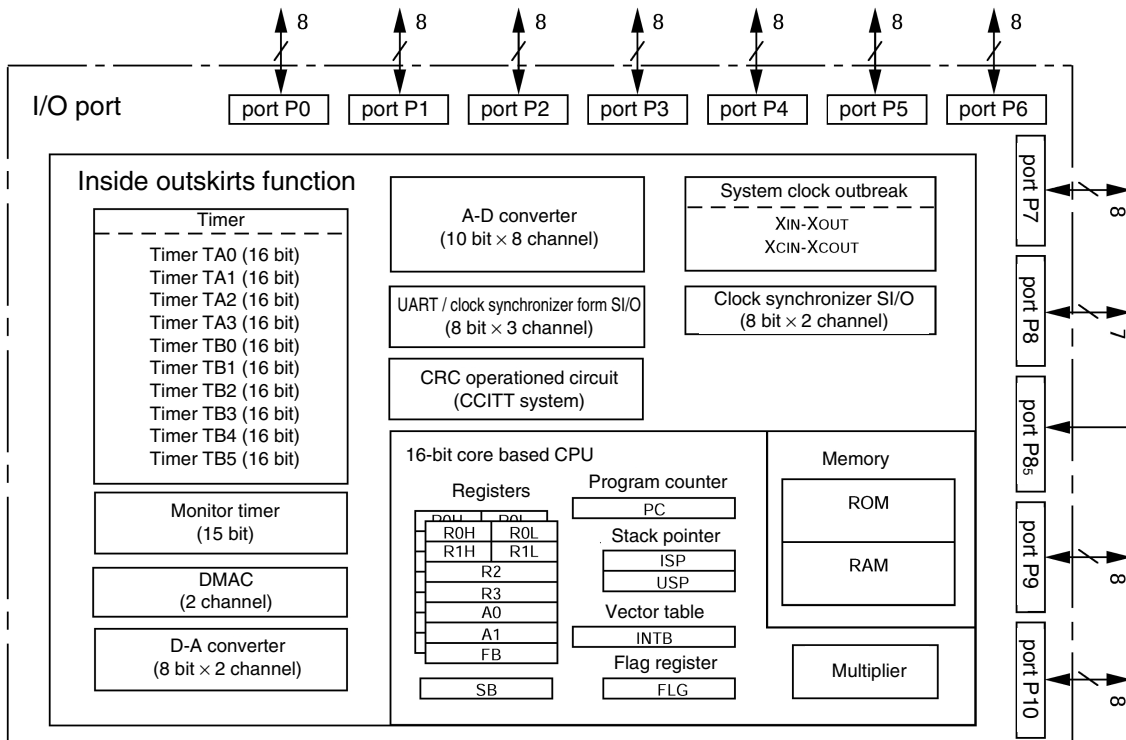 8 8 8 8 8 8 8
I/O port
port P0 port P1 port P2 port P3 port P4 port P5 port P6
Inside outskirts function
Timer
Timer TA0 (16 bit)
Timer TA1 (16 bit)
Timer TA2 (16 bit)
Timer TA3 (16 bit)
Timer TB0 (16 bit)
Timer TB1 (16 bit)
Timer TB2 (16 bit)
Timer TB3 (16 bit)
Timer TB4 (16 bit)
Timer TB5 (16 bit)
Monitor timer
(15 bit)
DMAC
(2 channel)
D-A converter
(8 bit × 2 channel)
A-D converter
(10 bit × 8 channel)
UART / clock synchronizer form SI/O
(8 bit × 3 channel)
CRC operationed circuit
(CCITT system)
System clock outbreak
XIN-XOUT
XCIN-XCOUT
Clock synchronizer SI/O
(8 bit × 2 channel)
16-bit core based CPU
Registers
R0H R0L
R0H R0L
R1H R1L
R2
R3
A0
A1
FB
SB
Program counter
PC
Stack pointer
ISP
USP
Vector table
INTB
Flag register
FLG
Memory
ROM
RAM
Multiplier
port P7
8
port P8
7
port P85
port P9
8
port P10
8